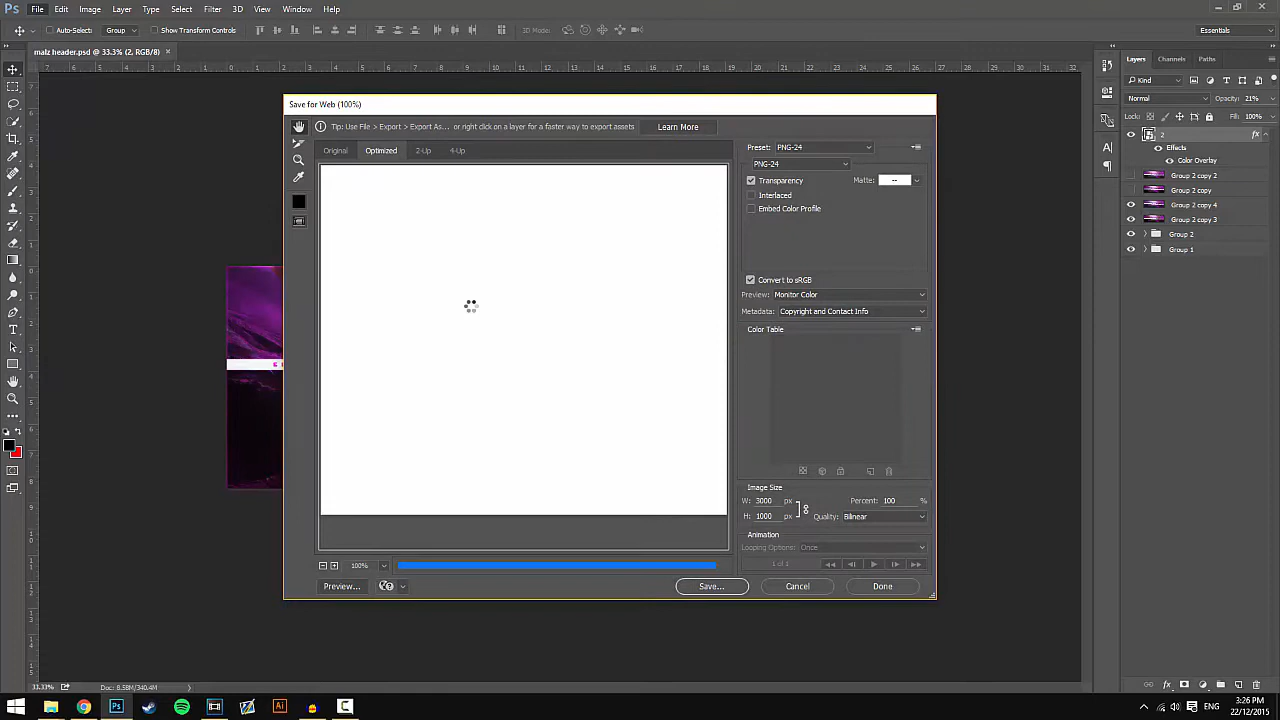 Ps File Edit Image Layer Type Select Filter 3D View Window Help
Auto-Select: Group Show Transform Controls 3D Mode: Essentials
malz header.psd @ 33.3% (2, RGB/8) ×
Save for Web (100%)
Tip: Use File > Export > Export As... or right click on a layer for a faster way to export assets Learn More
Original Optimized 2-Up 4-Up
Preset: PNG-24
PNG-24
Transparency Matte: --
Interlaced
Embed Color Profile
Convert to sRGB
Preview: Monitor Color
Metadata: Copyright and Contact Info
Color Table
Image Size
W: 3000 px Percent: 100 %
H: 1000 px Quality: Bilinear
Animation
Looping Options: Once
1 of 1
100%
Preview... Save... Cancel Done
Layers Channels Paths
Kind
Normal Opacity: 21%
Lock: Fill: 100%
2 fx
Effects
Color Overlay
Group 2 copy 2
Group 2 copy
Group 2 copy 4
Group 2 copy 3
Group 2
Group 1
33.33% Doc: 8.58M/340.4M
ENG 3:26 PM
22/12/2015